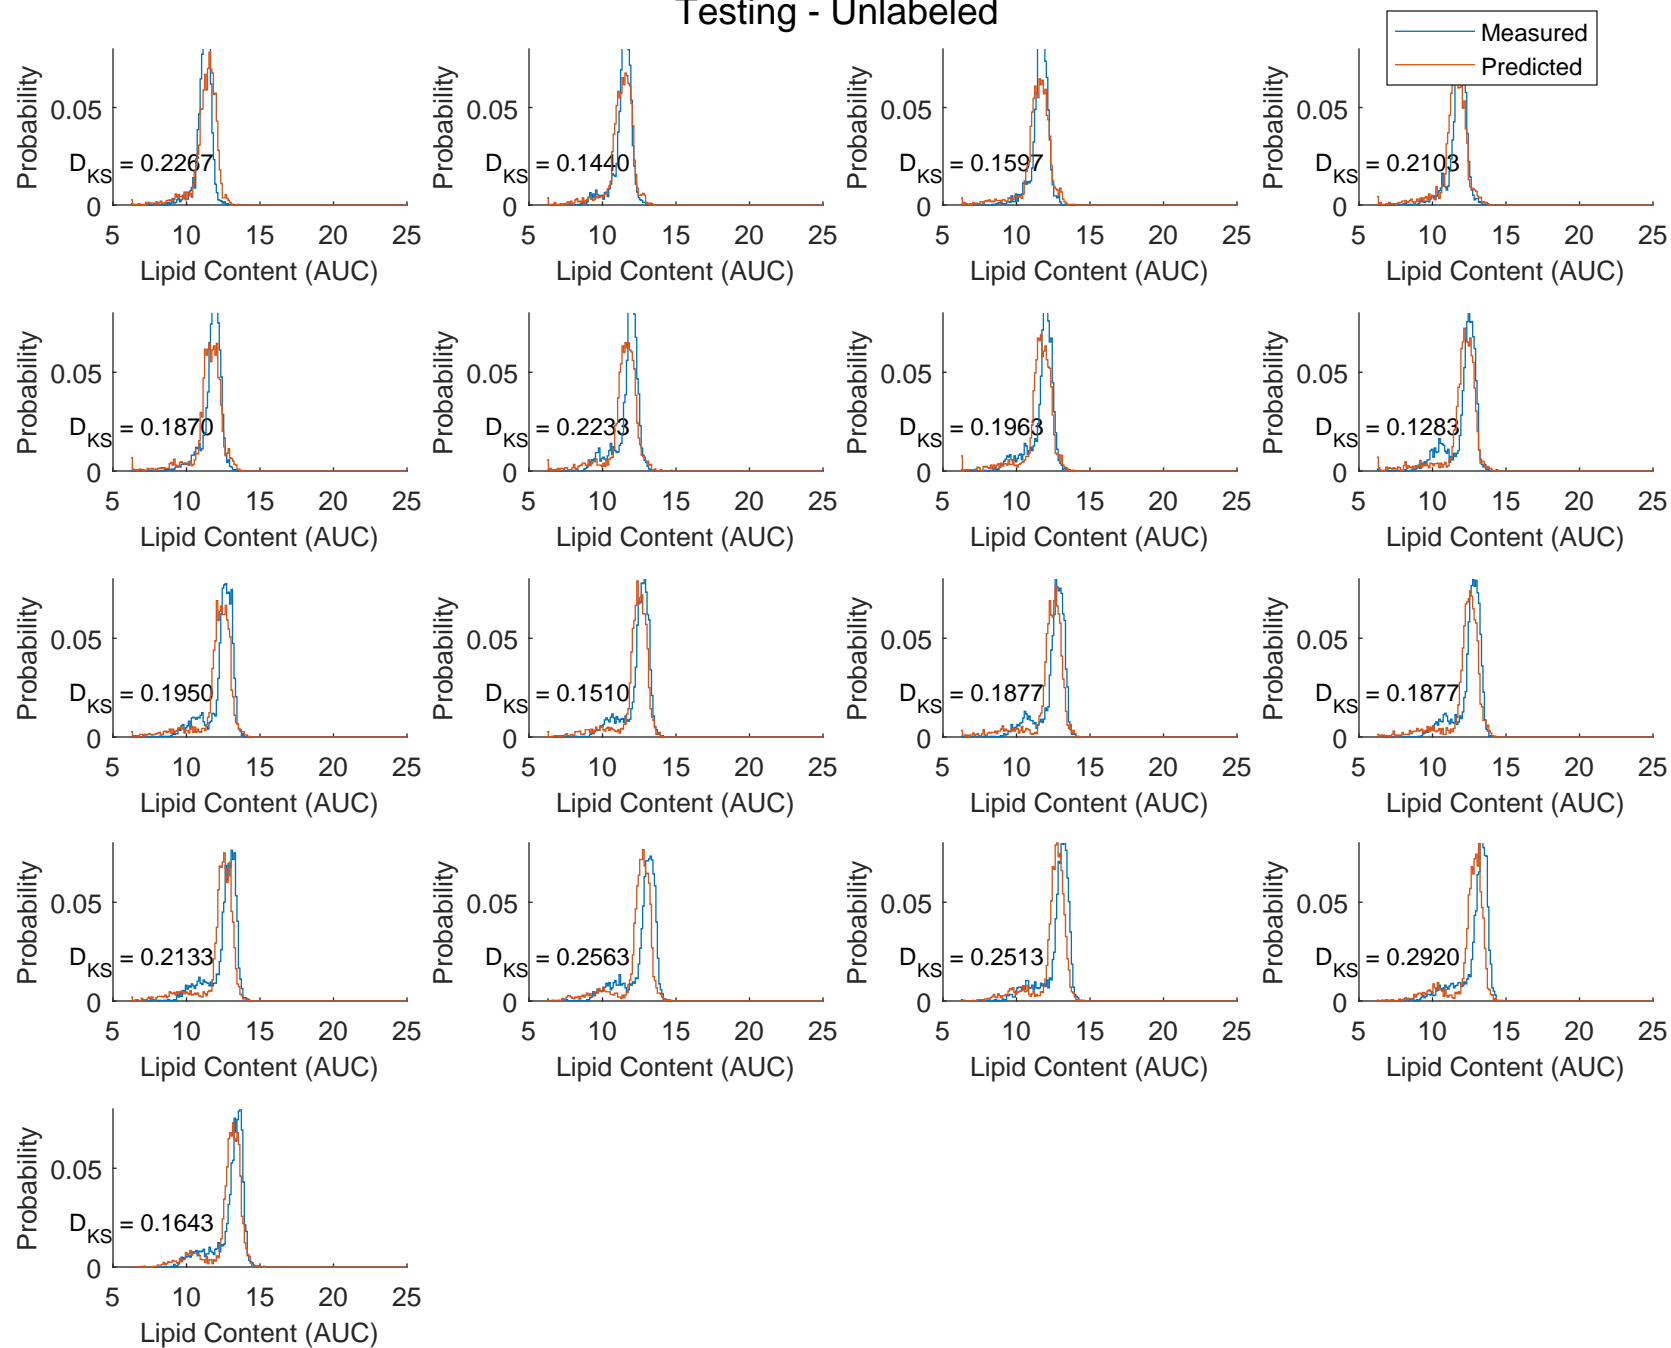 Testing - Unlabeled
Measured
Predicted
Probability
0.05
0
D_KS = 0.2267
5 10 15 20 25
Lipid Content (AUC)
Probability
0.05
0
D_KS = 0.1440
5 10 15 20 25
Lipid Content (AUC)
Probability
0.05
0
D_KS = 0.1597
5 10 15 20 25
Lipid Content (AUC)
Probability
0.05
0
D_KS = 0.2103
5 10 15 20 25
Lipid Content (AUC)
Probability
0.05
0
D_KS = 0.1870
5 10 15 20 25
Lipid Content (AUC)
Probability
0.05
0
D_KS = 0.2233
5 10 15 20 25
Lipid Content (AUC)
Probability
0.05
0
D_KS = 0.1963
5 10 15 20 25
Lipid Content (AUC)
Probability
0.05
0
D_KS = 0.1283
5 10 15 20 25
Lipid Content (AUC)
Probability
0.05
0
D_KS = 0.1950
5 10 15 20 25
Lipid Content (AUC)
Probability
0.05
0
D_KS = 0.1510
5 10 15 20 25
Lipid Content (AUC)
Probability
0.05
0
D_KS = 0.1877
5 10 15 20 25
Lipid Content (AUC)
Probability
0.05
0
D_KS = 0.1877
5 10 15 20 25
Lipid Content (AUC)
Probability
0.05
0
D_KS = 0.2133
5 10 15 20 25
Lipid Content (AUC)
Probability
0.05
0
D_KS = 0.2563
5 10 15 20 25
Lipid Content (AUC)
Probability
0.05
0
D_KS = 0.2513
5 10 15 20 25
Lipid Content (AUC)
Probability
0.05
0
D_KS = 0.2920
5 10 15 20 25
Lipid Content (AUC)
Probability
0.05
0
D_KS = 0.1643
5 10 15 20 25
Lipid Content (AUC)